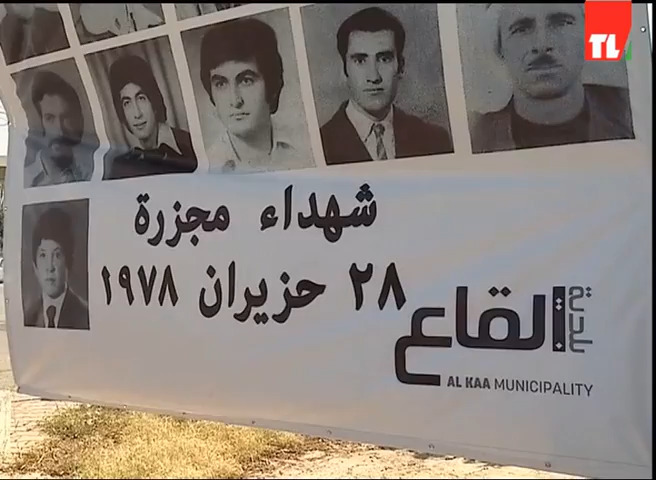 TL
شهداء مجزرة
٢٨ حزيران ١٩٧٨
بلدية
القاع
AL KAA MUNICIPALITY